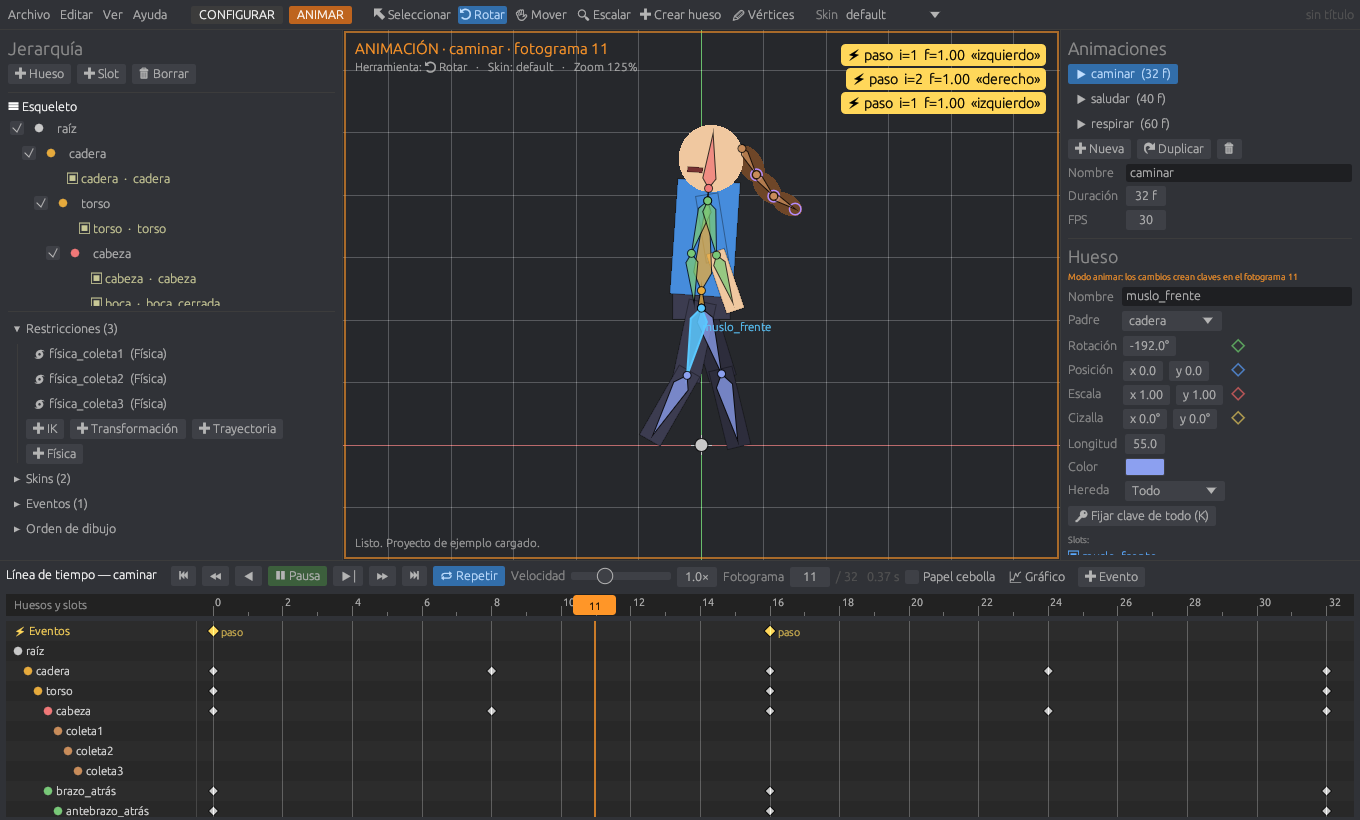 Archivo Editar Ver Ayuda CONFIGURAR ANIMAR Seleccionar Rotar Mover Escalar Crear hueso Vértices Skin default sin título
Jerarquía
Hueso Slot Borrar
Esqueleto
raíz
cadera
cadera · cadera
torso
torso · torso
cabeza
cabeza · cabeza
boca · boca_cerrada
Restricciones (3)
física_coleta1 (Física)
física_coleta2 (Física)
física_coleta3 (Física)
IK Transformación Trayectoria
Física
Skins (2)
Eventos (1)
Orden de dibujo
ANIMACIÓN · caminar · fotograma 11
Herramienta: Rotar · Skin: default · Zoom 125%
paso i=1 f=1.00 «izquierdo»
paso i=2 f=1.00 «derecho»
paso i=1 f=1.00 «izquierdo»
muslo_frente
Listo. Proyecto de ejemplo cargado.
Animaciones
caminar (32 f)
saludar (40 f)
respirar (60 f)
Nueva Duplicar
Nombre caminar
Duración 32 f
FPS 30
Hueso
Modo animar: los cambios crean claves en el fotograma 11
Nombre muslo_frente
Padre cadera
Rotación -192.0°
Posición x 0.0 y 0.0
Escala x 1.00 y 1.00
Cizalla x 0.0° y 0.0°
Longitud 55.0
Color
Hereda Todo
Fijar clave de todo (K)
Slots:
muslo_frente
Línea de tiempo — caminar Pausa Repetir Velocidad 1.0× Fotograma 11 / 32 0.37 s Papel cebolla Gráfico Evento
Huesos y slots 0 2 4 6 8 10 11 12 14 16 18 20 22 24 26 28 30 32
Eventos paso paso
raíz
cadera
torso
cabeza
coleta1
coleta2
coleta3
brazo_atrás
antebrazo_atrás